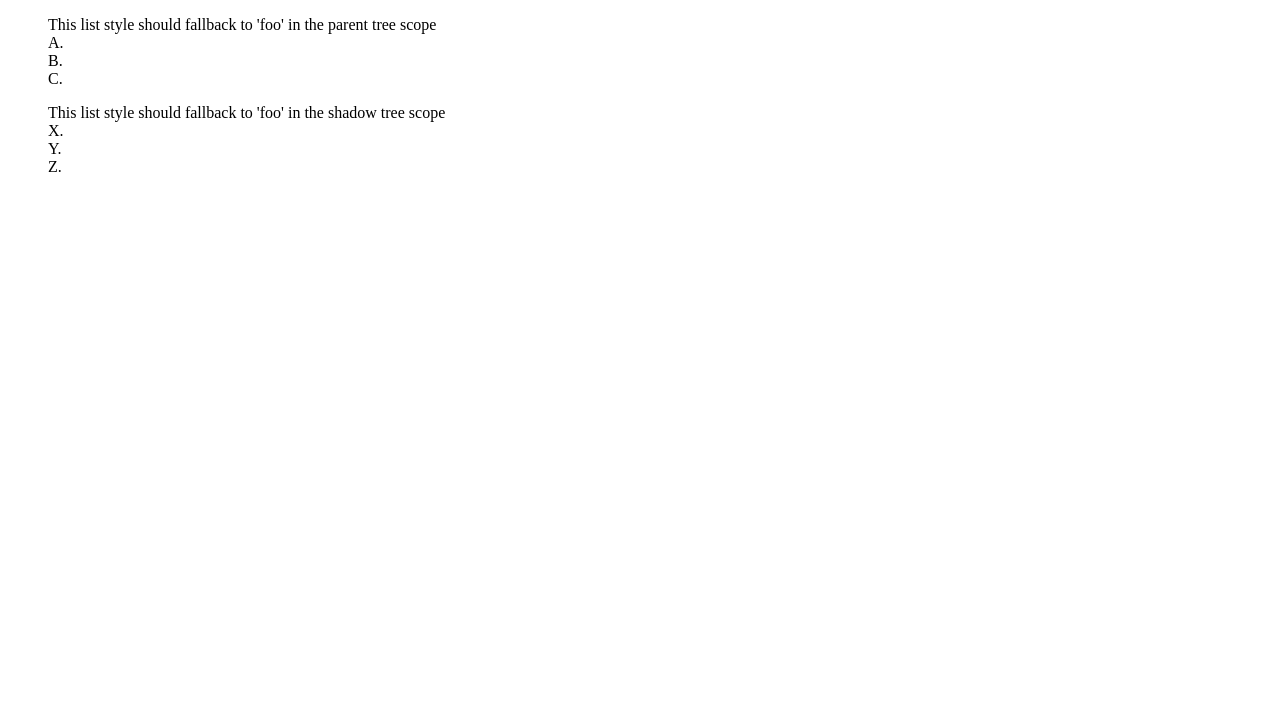 This list style should fallback to 'foo' in the parent tree scope
A.
B.
C.
This list style should fallback to 'foo' in the shadow tree scope
X.
Y.
Z.